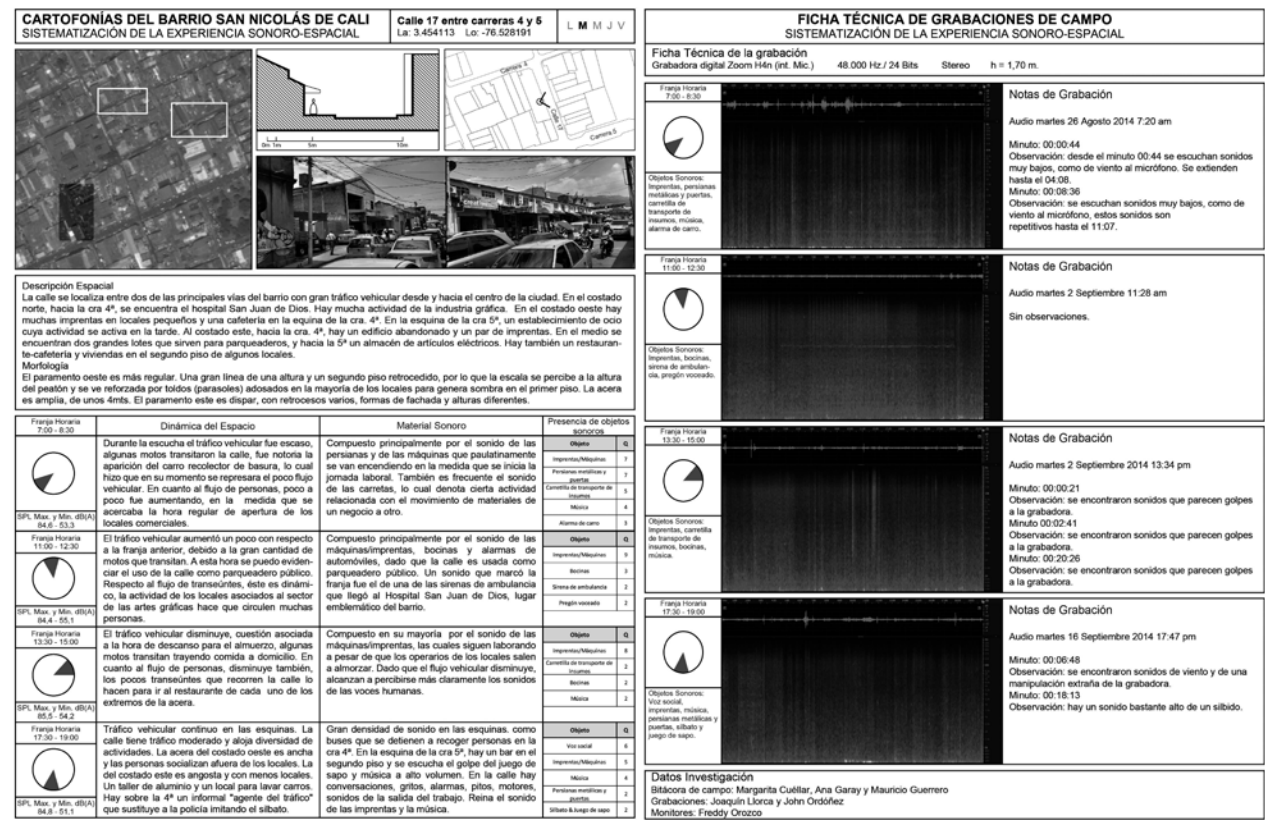 CARTOFONÍAS DEL BARRIO SAN NICOLÁS DE CALI
SISTEMATIZACIÓN DE LA EXPERIENCIA SONORO-ESPACIAL
Calle 17 entre carreras 4 y 5
La: 3.454113 Lo: -76.528191
L M M J V
0m 1m 5m 10m
Carrera 4
Calle 17
Carrera 5
Descripción Espacial
La calle se localiza entre dos de las principales vías del barrio con gran tráfico vehicular desde y hacia el centro de la ciudad. En el costado
norte, hacia la cra 4ª, se encuentra el hospital San Juan de Dios. Hay mucha actividad de la industria gráfica. En el costado oeste hay
muchas imprentas en locales pequeños y una cafetería en la equina de la cra. 4ª. En la esquina de la cra 5ª, un establecimiento de ocio
cuya actividad se activa en la tarde. Al costado este, hacia la cra. 4ª, hay un edificio abandonado y un par de imprentas. En el medio se
encuentran dos grandes lotes que sirven para parqueaderos, y hacia la 5ª un almacén de artículos eléctricos. Hay también un restauran-
te-cafetería y viviendas en el segundo piso de algunos locales.
Morfología
El paramento oeste es más regular. Una gran línea de una altura y un segundo piso retrocedido, por lo que la escala se percibe a la altura
del peatón y se ve reforzada por toldos (parasoles) adosados en la mayoría de los locales para genera sombra en el primer piso. La acera
es amplia, de unos 4mts. El paramento este es dispar, con retrocesos varios, formas de fachada y alturas diferentes.
Franja Horaria
7:00 - 8:30
Dinámica del Espacio
Material Sonoro
Presencia de objetos
sonoros
SPL Max. y Min. dB(A)
84,6 - 53,3
Durante la escucha el tráfico vehicular fue escaso,
algunas motos transitaron la calle, fue notoria la
aparición del carro recolector de basura, lo cual
hizo que en su momento se represara el poco flujo
vehicular. En cuanto al flujo de personas, poco a
poco fue aumentando, en la medida que se
acercaba la hora regular de apertura de los
locales comerciales.
Compuesto principalmente por el sonido de las
persianas y de las máquinas que paulatinamente
se van encendiendo en la medida que se inicia la
jornada laboral. También es frecuente el sonido
de las carretas, lo cual denota cierta actividad
relacionada con el movimiento de materiales de
un negocio a otro.
Objeto Q
Imprentas/Máquinas 7
Persianas metálicas y puertas 7
Carretilla de transporte de insumos 5
Música 4
Alarma de carro 3
Franja Horaria
11:00 - 12:30
SPL Max. y Min. dB(A)
84,4 - 55,1
El tráfico vehicular aumentó un poco con respecto
a la franja anterior, debido a la gran cantidad de
motos que transitan. A esta hora se puedo eviden-
ciar el uso de la calle como parqueadero público.
Respecto al flujo de transeúntes, éste es dinámi-
co, la actividad de los locales asociados al sector
de las artes gráficas hace que circulen muchas
personas.
Compuesto principalmente por el sonido de las
máquinas/imprentas, bocinas y alarmas de
automóviles, dado que la calle es usada como
parqueadero público. Un sonido que marcó la
franja fue el de una de las sirenas de ambulancia
que llegó al Hospital San Juan de Dios, lugar
emblemático del barrio.
Objeto Q
Imprentas/Máquinas 9
Bocinas 3
Sirena de ambulancia 2
Pregón voceado 2
Franja Horaria
13:30 - 15:00
SPL Max. y Min. dB(A)
85,5 - 54,2
El tráfico vehicular disminuye, cuestión asociada
a la hora de descanso para el almuerzo, algunas
motos transitan trayendo comida a domicilio. En
cuanto al flujo de personas, disminuye también,
los pocos transeúntes que recorren la calle lo
hacen para ir al restaurante de cada uno de los
extremos de la acera.
Compuesto en su mayoría por el sonido de las
máquinas/imprentas, las cuales siguen laborando
a pesar de que los operarios de los locales salen
a almorzar. Dado que el flujo vehicular disminuye,
alcanzan a percibirse más claramente los sonidos
de las voces humanas.
Objeto Q
Imprentas/Máquinas 8
Carretilla de transporte de insumos 2
Bocinas 2
Música 2
Franja Horaria
17:30 - 19:00
SPL Max. y Min. dB(A)
84,8 - 51,1
Tráfico vehicular continuo en las esquinas. La
calle tiene tráfico moderado y aloja diversidad de
actividades. La acera del costado oeste es ancha
y las personas socializan afuera de los locales. La
del costado este es angosta y con menos locales.
Un taller de aluminio y un local para lavar carros.
Hay sobre la 4ª un informal "agente del tráfico"
que sustituye a la policía imitando el silbato.
Gran densidad de sonido en las esquinas. como
buses que se detienen a recoger personas en la
cra 4ª. En la esquina de la cra 5ª, hay un bar en el
segundo piso y se escucha el golpe del juego de
sapo y música a alto volumen. En la calle hay
conversaciones, gritos, alarmas, pitos, motores,
sonidos de la salida del trabajo. Reina el sonido
de las imprentas y la música.
Objeto Q
Voz social 6
Imprentas/Máquinas 5
Música 4
Persianas metálicas y puertas 2
Silbato & Juego de sapo 2
FICHA TÉCNICA DE GRABACIONES DE CAMPO
SISTEMATIZACIÓN DE LA EXPERIENCIA SONORO-ESPACIAL
Ficha Técnica de la grabación
Grabadora digital Zoom H4n (int. Mic.) 48.000 Hz./ 24 Bits Stereo h = 1,70 m.
Franja Horaria
7:00 - 8:30
Objetos Sonoros:
Imprentas, persianas
metálicas y puertas,
carretilla de
transporte de
insumos, música,
alarma de carro.
Notas de Grabación
Audio martes 26 Agosto 2014 7:20 am
Minuto: 00:00:44
Observación: desde el minuto 00:44 se escuchan sonidos
muy bajos, como de viento al micrófono. Se extienden
hasta el 04:08.
Minuto: 00:08:36
Observación: se escuchan sonidos muy bajos, como de
viento al micrófono, estos sonidos son
repetitivos hasta el 11:07.
Franja Horaria
11:00 - 12:30
Objetos Sonoros:
Imprentas, bocinas,
sirena de ambulan-
cia, pregón voceado.
Notas de Grabación
Audio martes 2 Septiembre 11:28 am
Sin observaciones.
Franja Horaria
13:30 - 15:00
Objetos Sonoros:
Imprentas, carretilla
de transporte de
insumos, bocinas,
música.
Notas de Grabación
Audio martes 2 Septiembre 2014 13:34 pm
Minuto: 00:00:21
Observación: se encontraron sonidos que parecen golpes
a la grabadora.
Minuto 00:02:41
Observación: se encontraron sonidos que parecen golpes
a la grabadora.
Minuto: 00:20:26
Observación: se encontraron sonidos que parecen golpes
a la grabadora.
Franja Horaria
17:30 - 19:00
Objetos Sonoros:
Voz social,
imprentas, música,
persianas metálicas y
puertas, silbato y
juego de sapo.
Notas de Grabación
Audio martes 16 Septiembre 2014 17:47 pm
Minuto: 00:06:48
Observación: se encontraron sonidos de viento y de una
manipulación extraña de la grabadora.
Minuto: 00:18:13
Observación: hay un sonido bastante alto de un silbido.
Datos Investigación
Bitácora de campo: Margarita Cuéllar, Ana Garay y Mauricio Guerrero
Grabaciones: Joaquín Llorca y John Ordóñez
Monitores: Freddy Orozco